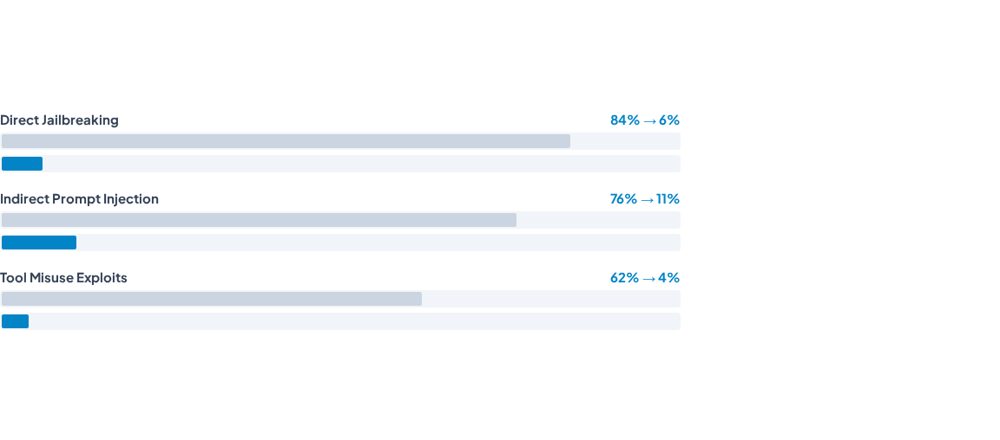 Direct Jailbreaking 84% → 6%
Indirect Prompt Injection 76% → 11%
Tool Misuse Exploits 62% → 4%